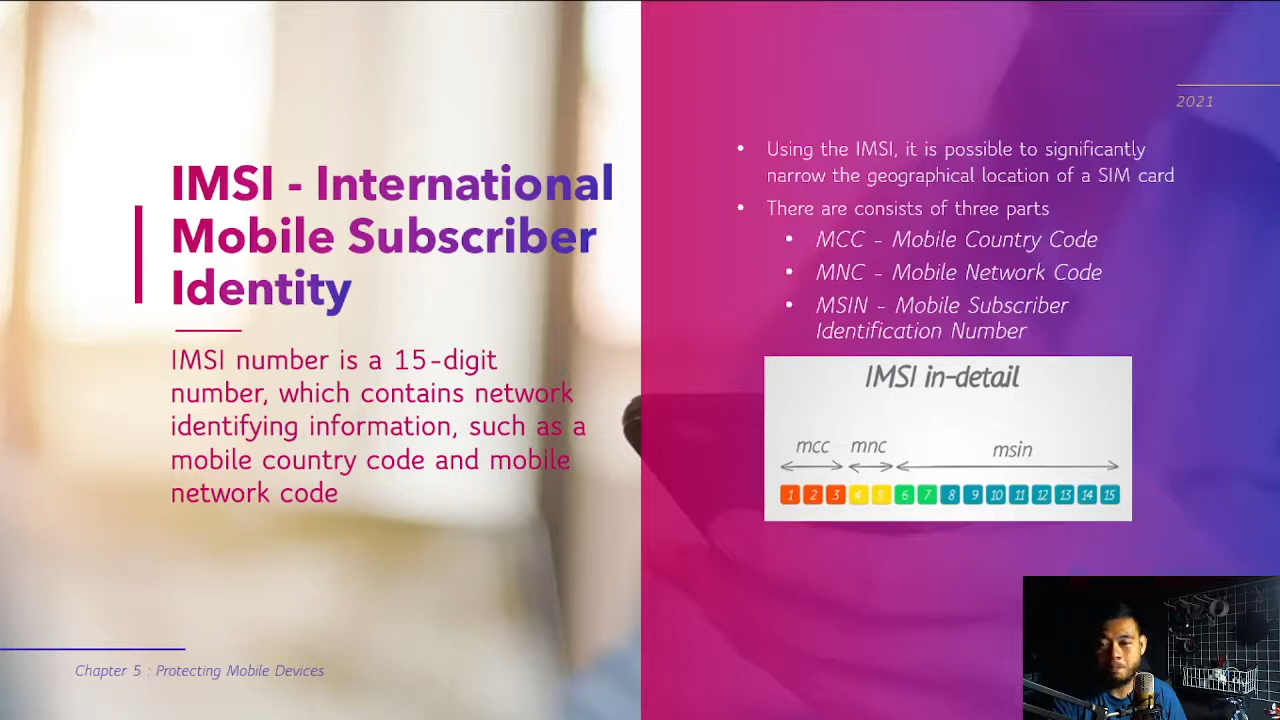 IMSI - International
Mobile Subscriber
Identity
IMSI number is a 15-digit
number, which contains network
identifying information, such as a
mobile country code and mobile
network code
Chapter 5 : Protecting Mobile Devices
2021
• Using the IMSI, it is possible to significantly
narrow the geographical location of a SIM card
• There are consists of three parts
• MCC - Mobile Country Code
• MNC - Mobile Network Code
• MSIN - Mobile Subscriber
Identification Number
IMSI in-detail
mcc mnc msin
1 2 3 4 5 6 7 8 9 10 11 12 13 14 15